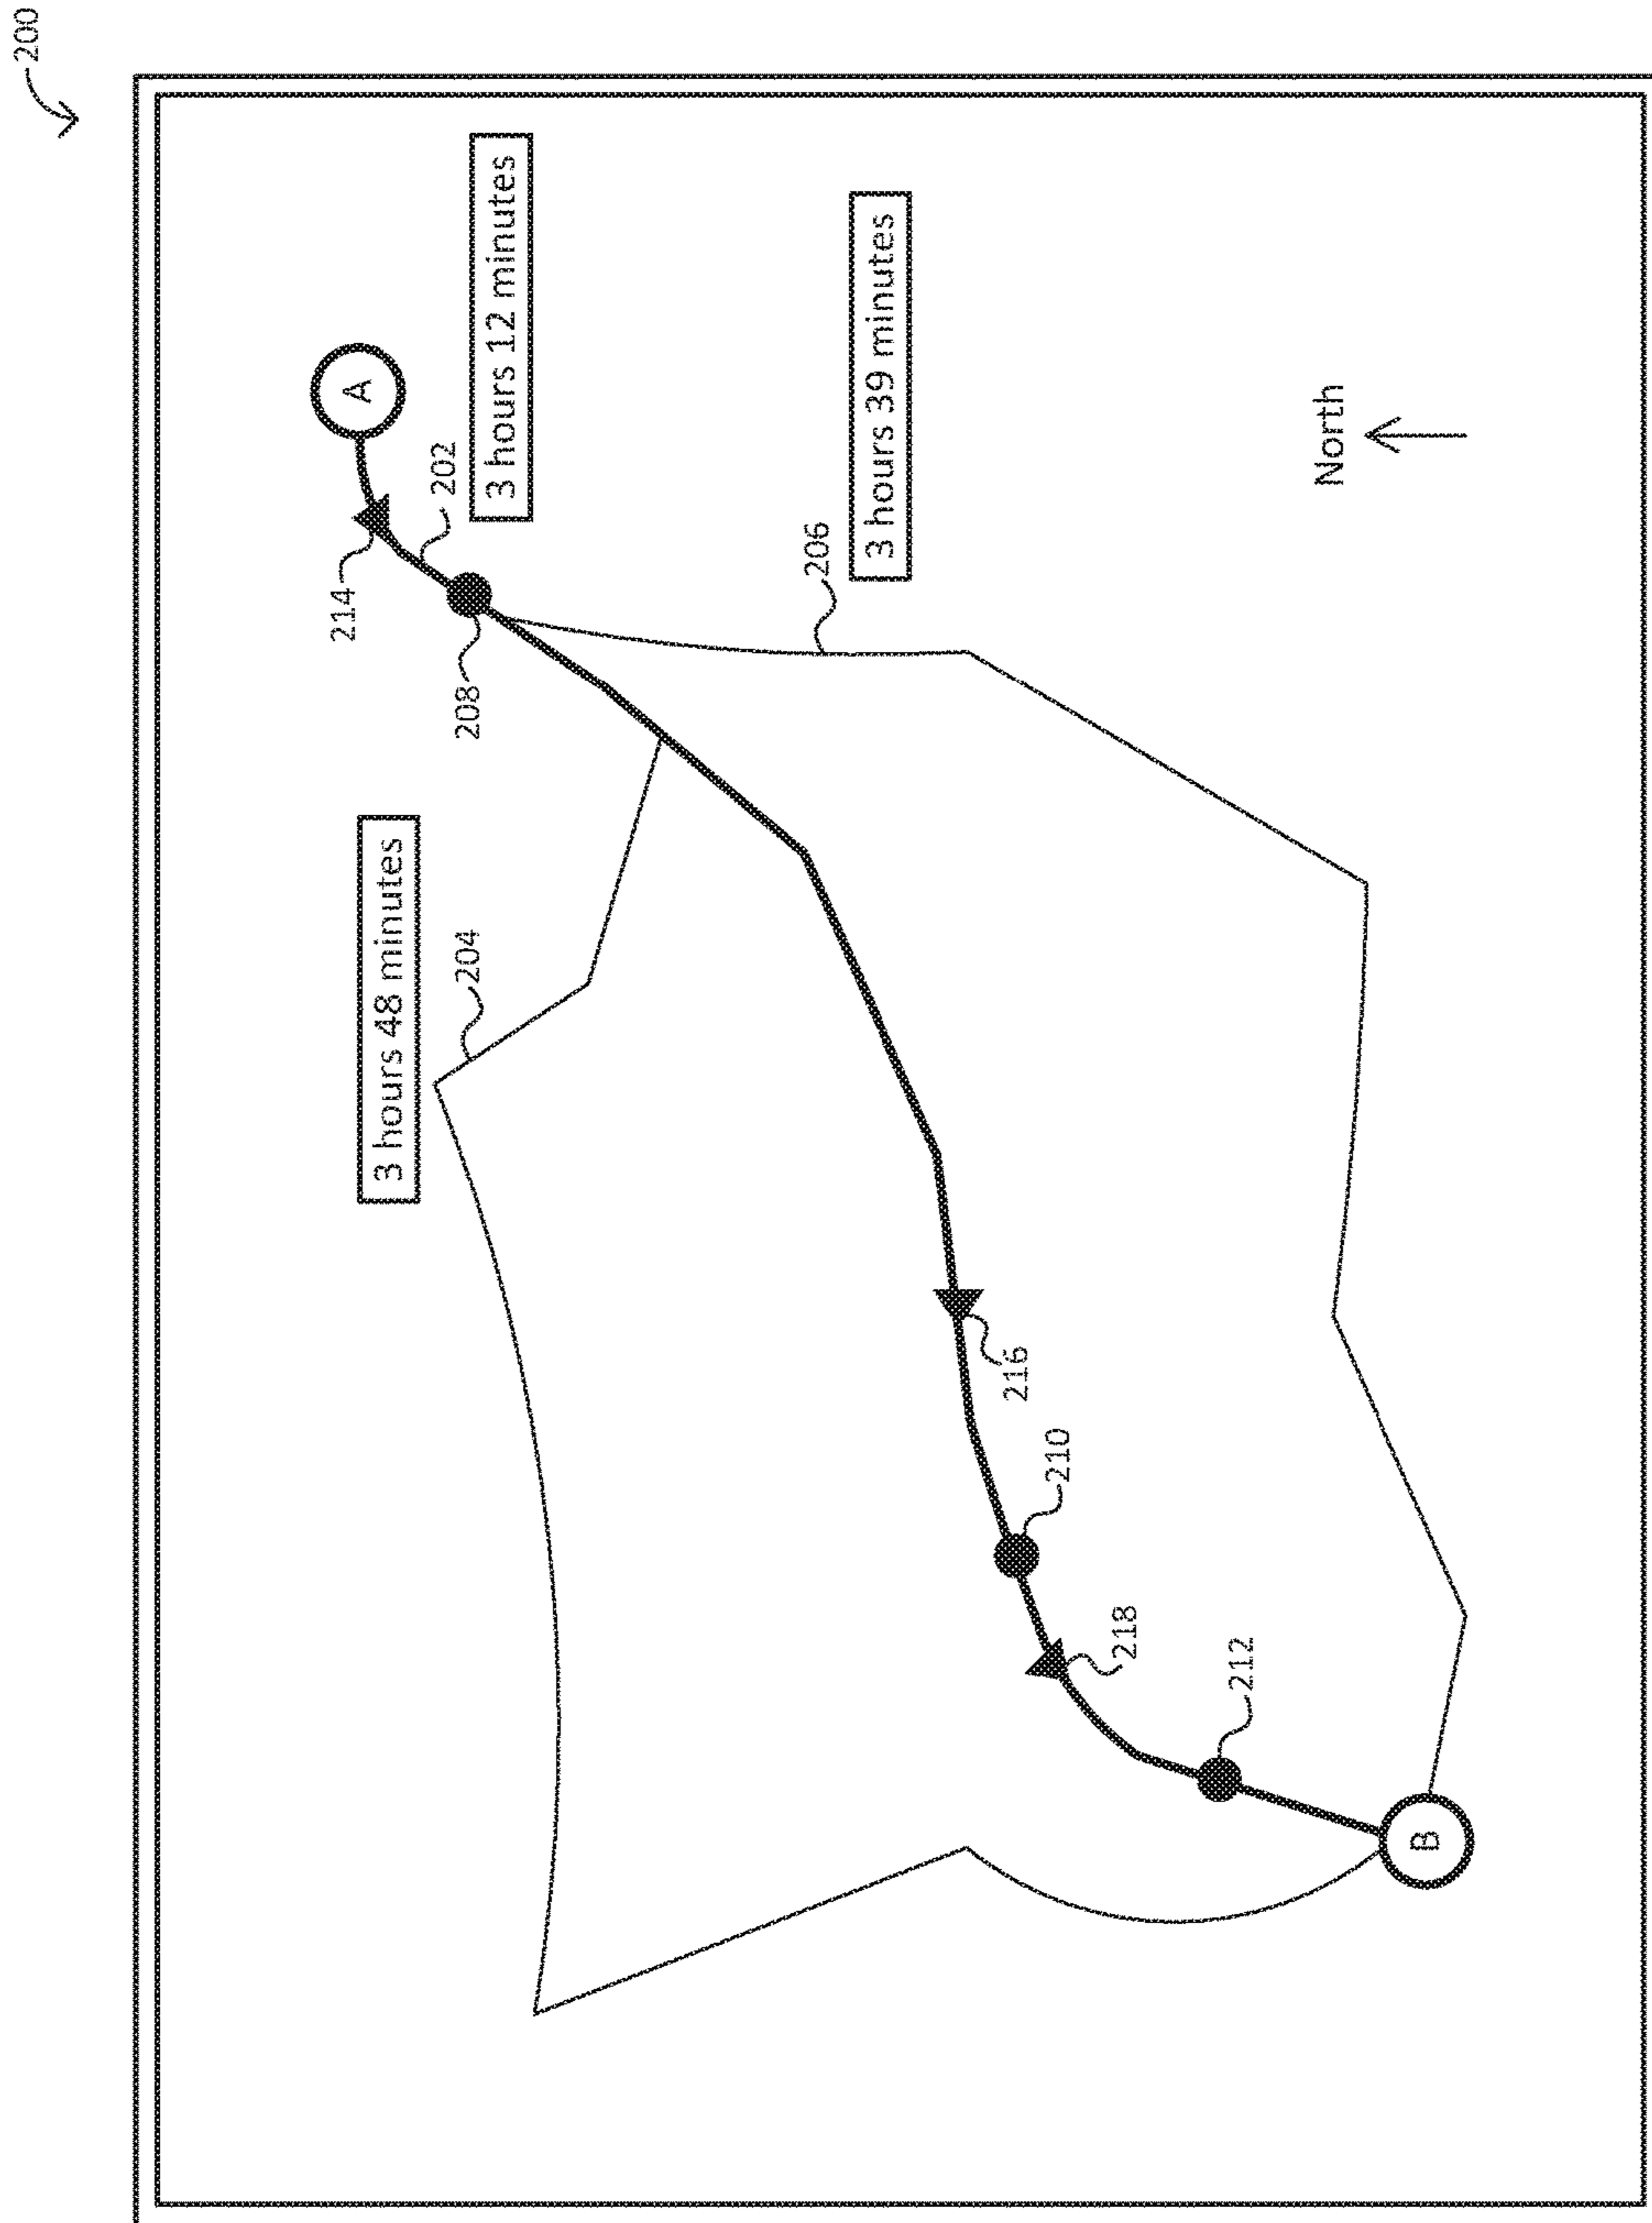 200
214
A
3 hours 48 minutes
202
204
208
3 hours 12 minutes
206
3 hours 39 minutes
216
210
218
212
North
B